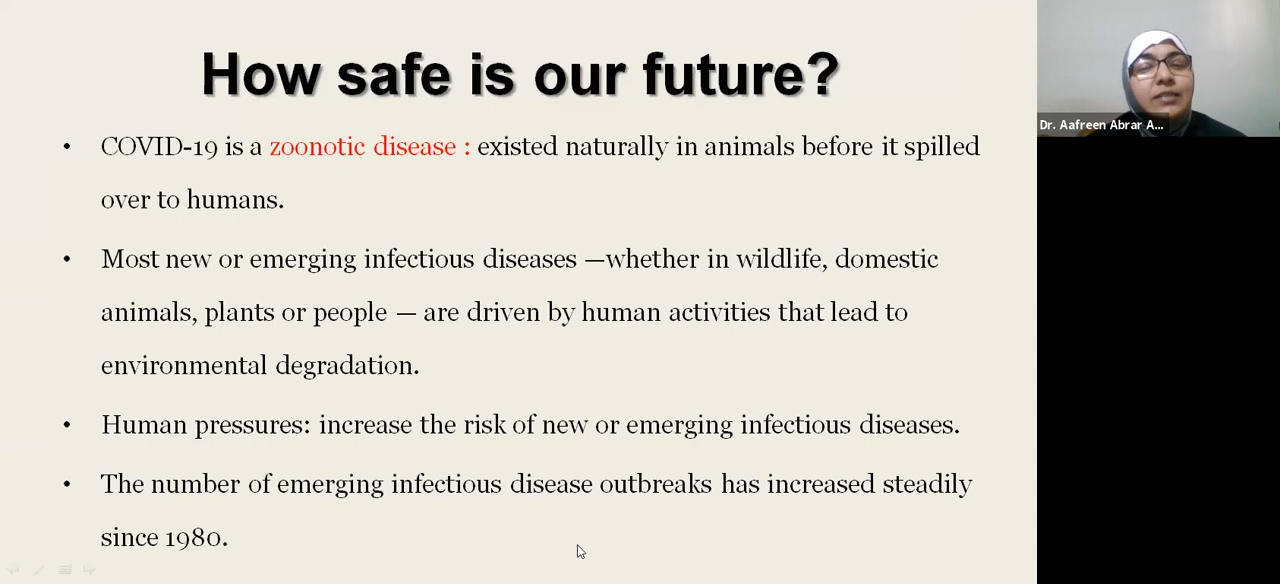 How safe is our future?
• COVID-19 is a zoonotic disease : existed naturally in animals before it spilled
over to humans.
• Most new or emerging infectious diseases —whether in wildlife, domestic
animals, plants or people — are driven by human activities that lead to
environmental degradation.
• Human pressures: increase the risk of new or emerging infectious diseases.
• The number of emerging infectious disease outbreaks has increased steadily
since 1980.
Dr. Aafreen Abrar A...